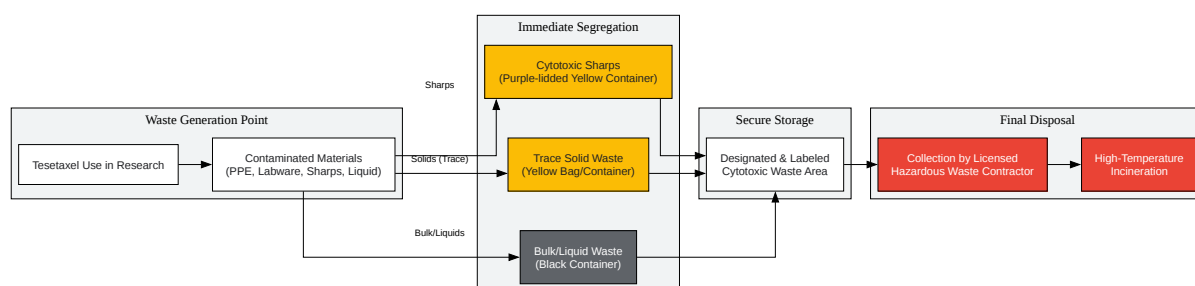 Immediate Segregation
Cytotoxic Sharps
(Purple-lidded Yellow Container)
Sharps
Waste Generation Point
Secure Storage
Final Disposal
Tesetaxel Use in Research
Contaminated Materials
(PPE, Labware, Sharps, Liquid)
Solids (Trace)
Trace Solid Waste
(Yellow Bag/Container)
Designated & Labeled
Cytotoxic Waste Area
Collection by Licensed
Hazardous Waste Contractor
High-Temperature
Incineration
Bulk/Liquids
Bulk/Liquid Waste
(Black Container)